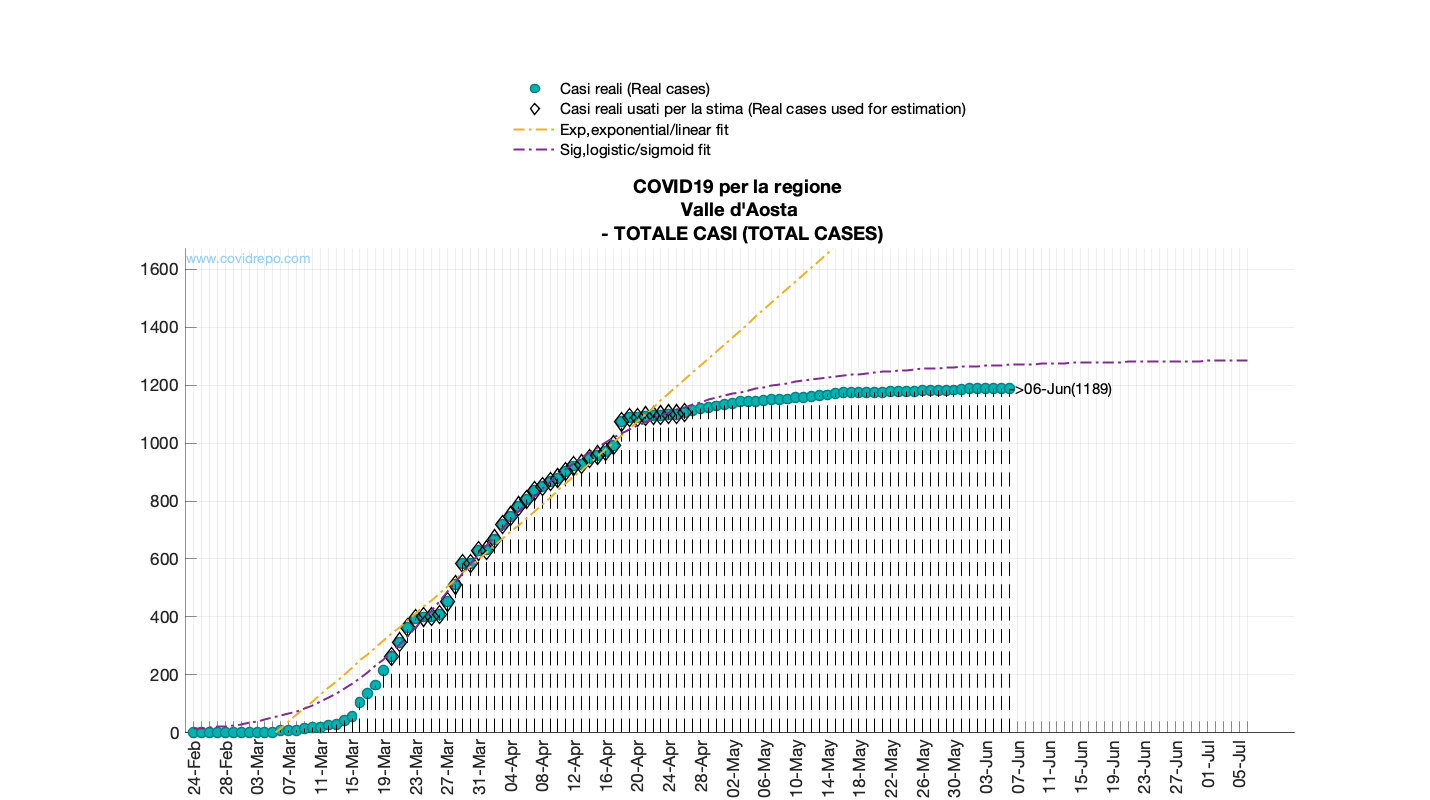 Casi reali (Real cases)
Casi reali usati per la stima (Real cases used for estimation)
Exp,exponential/linear fit
Sig,logistic/sigmoid fit
COVID19 per la regione
Valle d'Aosta
- TOTALE CASI (TOTAL CASES)
www.covidrepo.com
1600
1400
1200
1000
800
600
400
200
0
>06-Jun(1189)
24-Feb
28-Feb
03-Mar
07-Mar
11-Mar
15-Mar
19-Mar
23-Mar
27-Mar
31-Mar
04-Apr
08-Apr
12-Apr
16-Apr
20-Apr
24-Apr
28-Apr
02-May
06-May
10-May
14-May
18-May
22-May
26-May
30-May
03-Jun
07-Jun
11-Jun
15-Jun
19-Jun
23-Jun
27-Jun
01-Jul
05-Jul